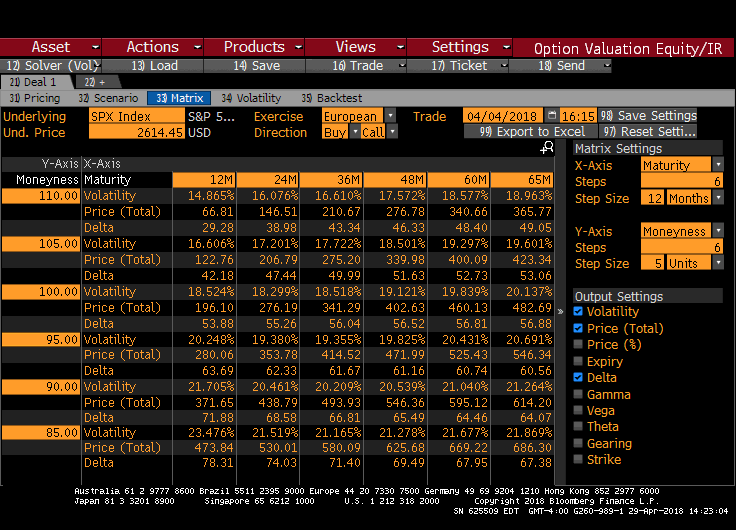 Asset Actions Products Views Settings Option Valuation Equity/IR
12) Solver (Vol) 13) Load 14) Save 16) Trade 17) Ticket 18) Send
21) Deal 1 22) +
31) Pricing 32) Scenario 33) Matrix 34) Volatility 35) Backtest
Underlying SPX Index S&P 5... Exercise European Trade 04/04/2018 16:15 98) Save Settings
Und. Price 2614.45 USD Direction Buy Call 99) Export to Excel 97) Reset Setti...
Y-Axis X-Axis
Moneyness Maturity 12M 24M 36M 48M 60M 65M
110.00 Volatility 14.865% 16.076% 16.610% 17.572% 18.577% 18.963%
Price (Total) 66.81 146.51 210.67 276.78 340.66 365.77
Delta 29.28 38.98 43.34 46.33 48.40 49.05
105.00 Volatility 16.606% 17.201% 17.722% 18.501% 19.297% 19.601%
Price (Total) 122.76 206.79 275.20 339.98 400.09 423.34
Delta 42.18 47.44 49.99 51.63 52.73 53.06
100.00 Volatility 18.524% 18.299% 18.518% 19.121% 19.839% 20.137%
Price (Total) 196.10 276.19 341.29 402.63 460.13 482.69
Delta 53.88 55.26 56.04 56.52 56.81 56.88
95.00 Volatility 20.248% 19.380% 19.355% 19.825% 20.431% 20.691%
Price (Total) 280.06 353.78 414.52 471.99 525.43 546.34
Delta 63.69 62.33 61.67 61.16 60.74 60.56
90.00 Volatility 21.705% 20.461% 20.209% 20.539% 21.040% 21.264%
Price (Total) 371.65 438.79 493.93 546.36 595.12 614.20
Delta 71.88 68.58 66.81 65.49 64.46 64.07
85.00 Volatility 23.476% 21.519% 21.165% 21.278% 21.677% 21.869%
Price (Total) 473.84 530.01 580.09 625.68 669.22 686.30
Delta 78.31 74.03 71.40 69.49 67.95 67.38
Matrix Settings
X-Axis Maturity
Steps 6
Step Size 12 Months
Y-Axis Moneyness
Steps 6
Step Size 5 Units
Output Settings
Volatility
Price (Total)
Price (%)
Expiry
Delta
Gamma
Vega
Theta
Gearing
Strike
Australia 61 2 9777 8600 Brazil 5511 2395 9000 Europe 44 20 7330 7500 Germany 49 69 9204 1210 Hong Kong 852 2977 6000
Japan 81 3 3201 8900 Singapore 65 6212 1000 U.S. 1 212 318 2000 Copyright 2018 Bloomberg Finance L.P.
SN 625509 EDT GMT-4:00 G260-989-1 29-Apr-2018 14:23:04